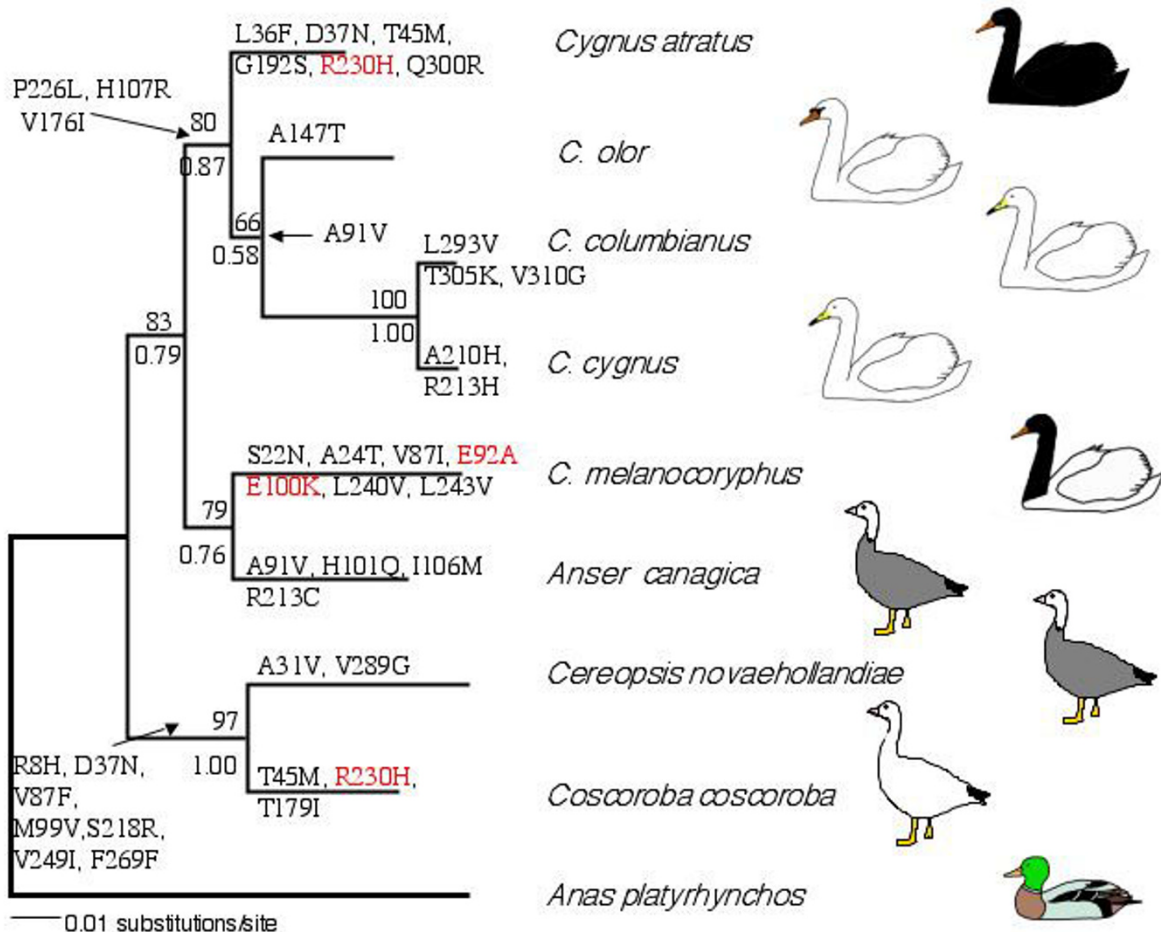 L36F, D37N, T45M,
G192S, R230H, Q300R
Cygnus atratus
P226L, H107R
V176I
80
0.87
A147T
C. olor
66
0.58
A91V
C. columbianus
L293V
T305K, V310G
100
1.00
A210H,
R213H
C. cygnus
83
0.79
S22N, A24T, V87I, E92A
E100K, L240V, L243V
C. melanocoryphus
79
0.76
A91V, H101Q, I106M
R213C
Anser canagica
A31V, V289G
Cereopsis novaehollandiae
97
1.00
R8H, D37N,
V87F,
M99V,S218R,
V249I, F269F
T45M, R230H,
T179I
Coscoroba coscoroba
Anas platyrhynchos
0.01 substitutions/site